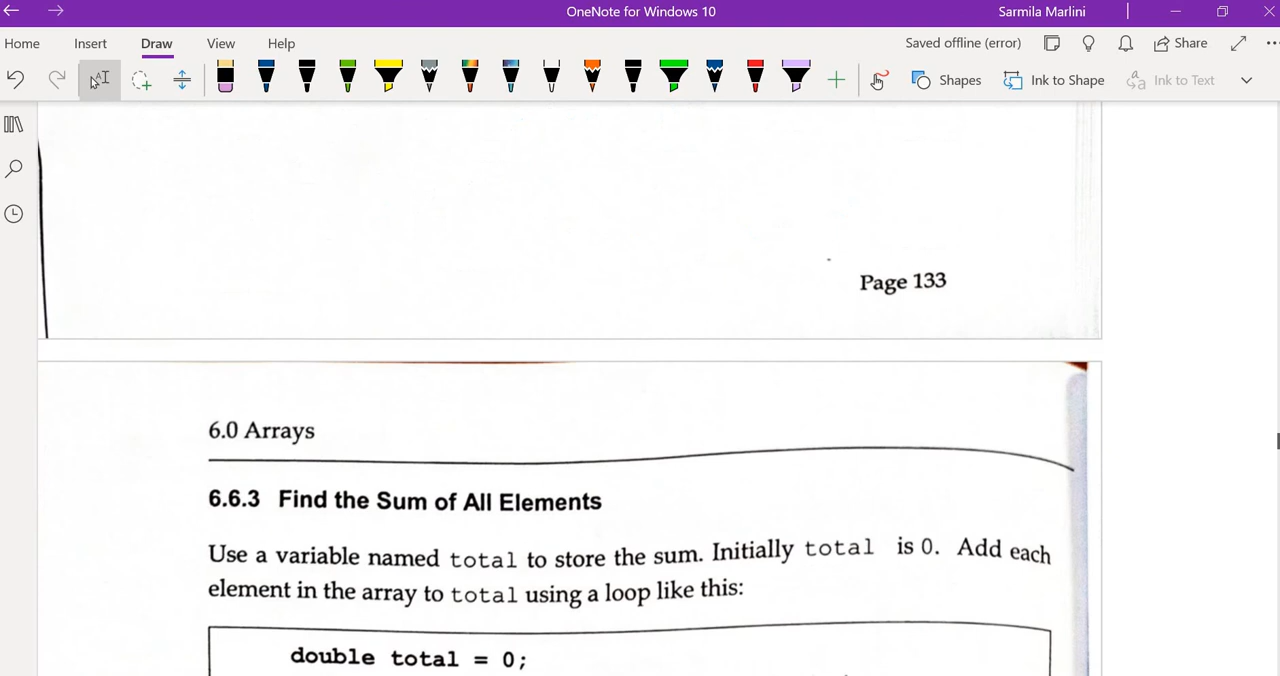 OneNote for Windows 10
Sarmila Marlini
Home Insert Draw View Help
Saved offline (error)
Share
Shapes
Ink to Shape
Ink to Text
Page 133
6.0 Arrays
6.6.3 Find the Sum of All Elements
Use a variable named total to store the sum. Initially total is 0. Add each
element in the array to total using a loop like this:
double total = 0;